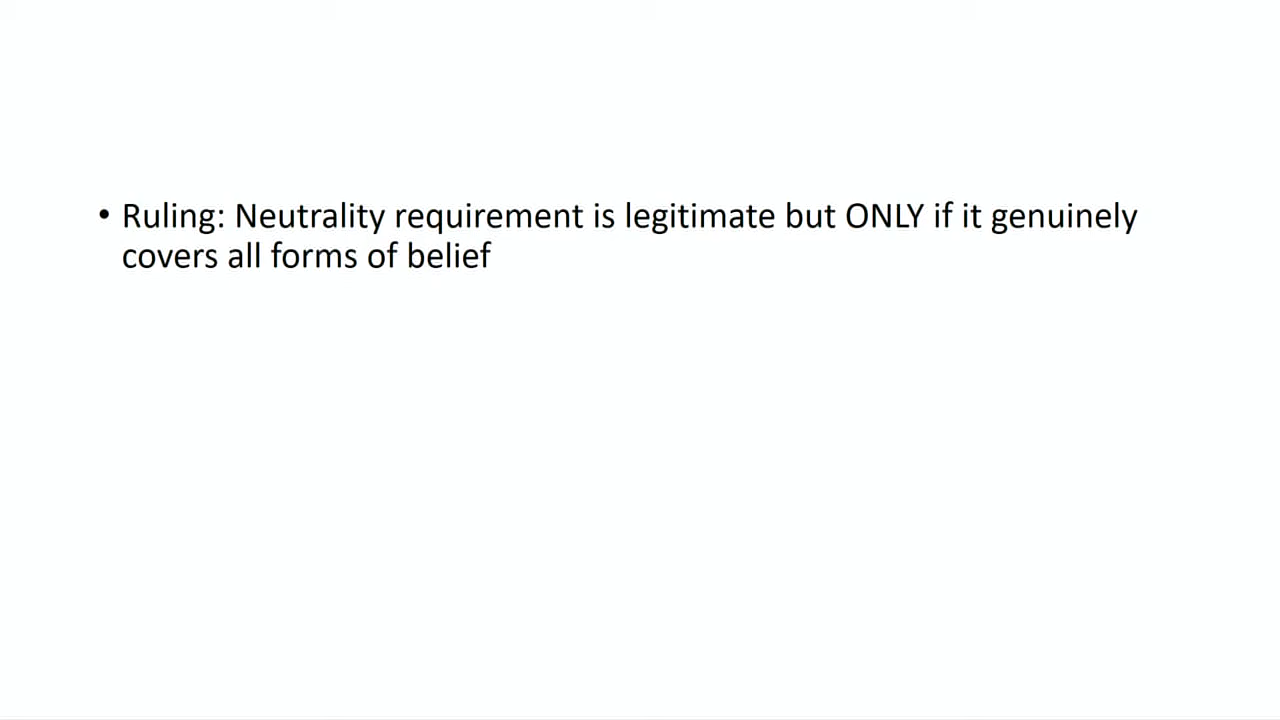 • Ruling: Neutrality requirement is legitimate but ONLY if it genuinely
covers all forms of belief